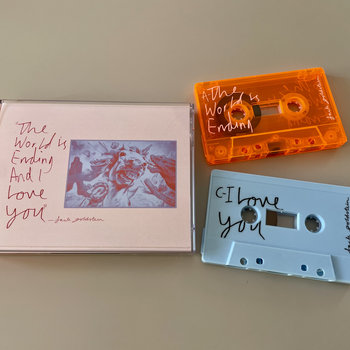 "The
World is
Ending
And I
Love
You"
A The
World is
Ending
C-I Love
You